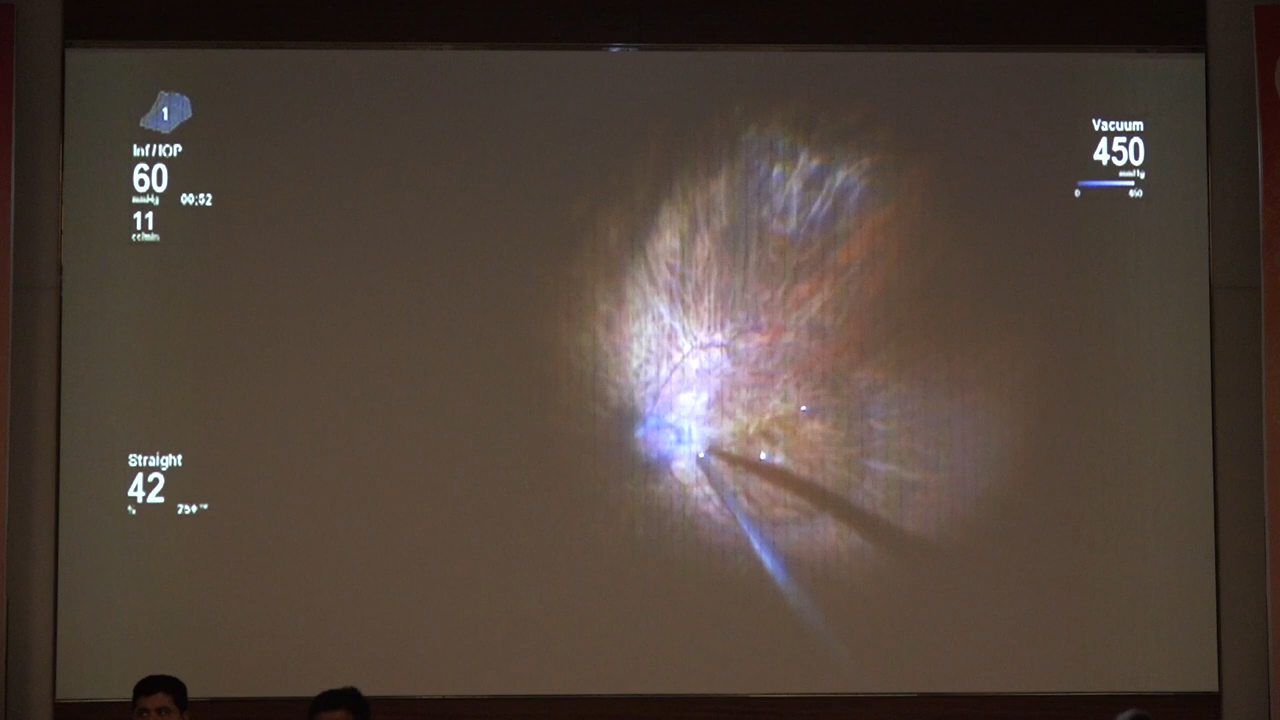 1
Inf/IOP
60
mmHg 00:52
11
cc/min
Straight
42
%
Vacuum
450
mmHg
0 650